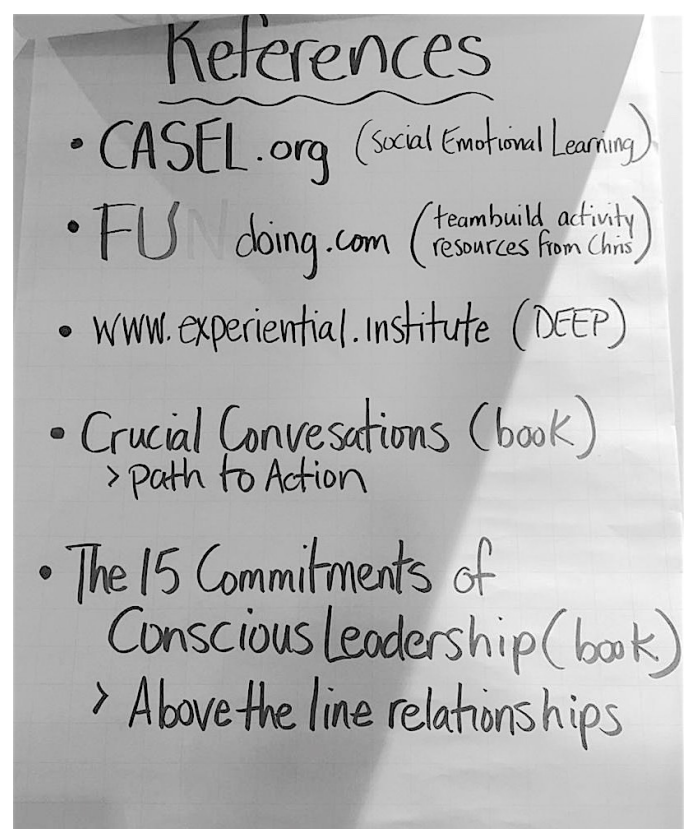 References
• CASEL.org (Social Emotional Learning)
• FUN doing.com (teambuild activity
resources from Chris)
• www.experiential.institute (DEEP)
• Crucial Convesations (book)
> Path to Action
• The 15 Commitments of
Conscious Leadership (book)
> Above the line relationships